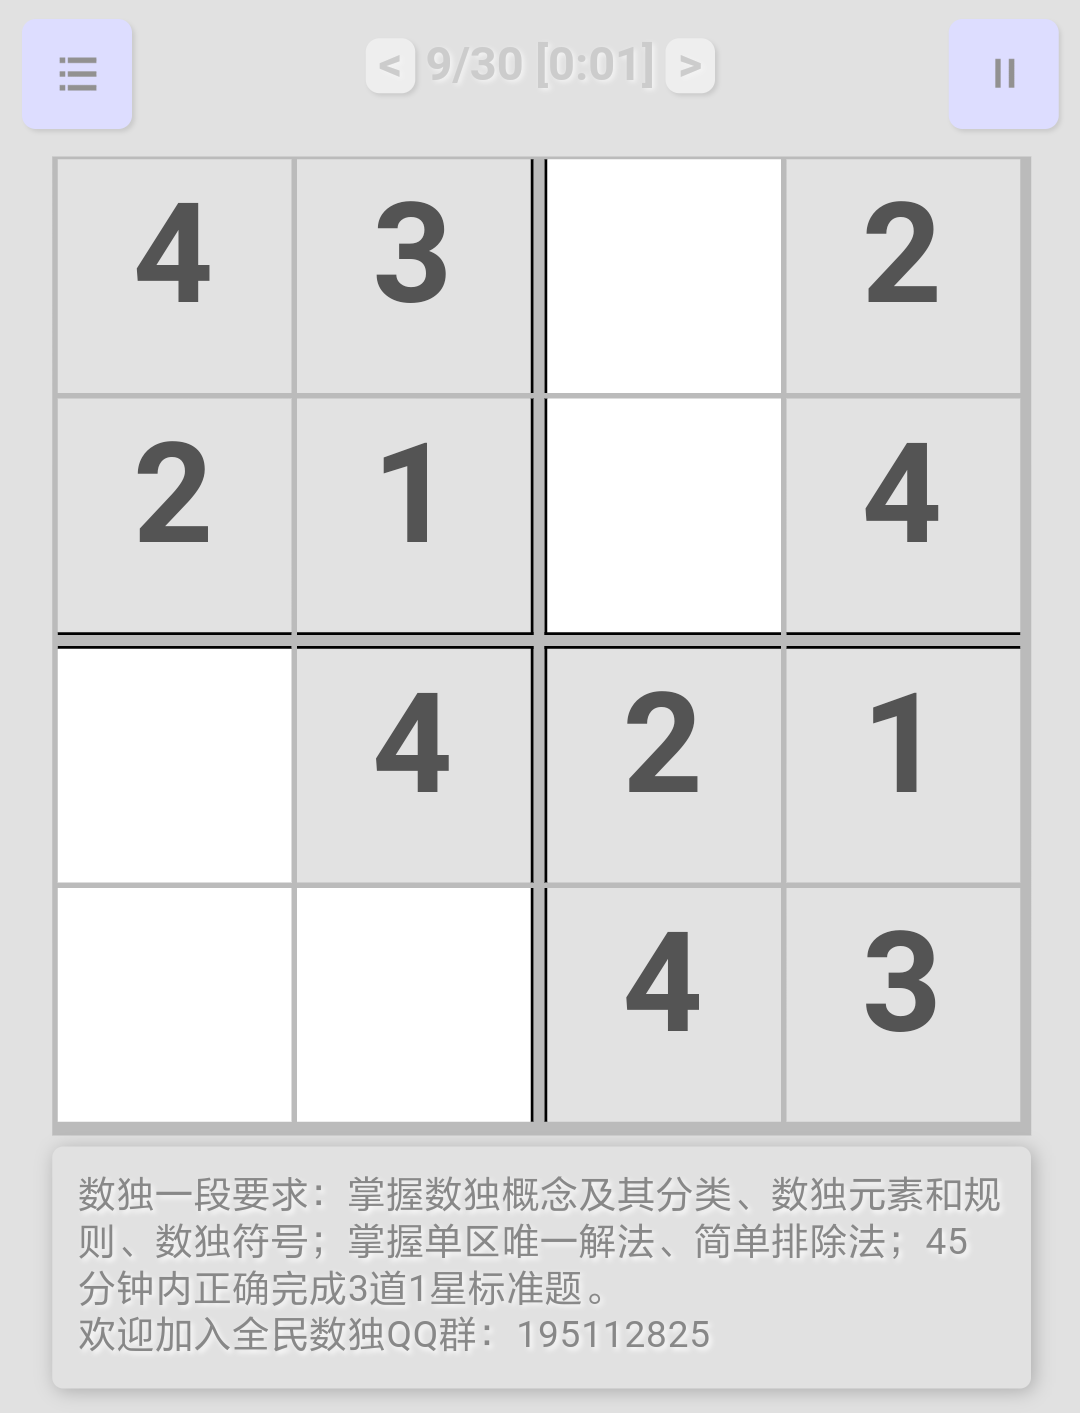 < 9/30 [0:01] >
4 3 2
2 1 4
4 2 1
4 3
数独一段要求：掌握数独概念及其分类、数独元素和规
则、数独符号；掌握单区唯一解法、简单排除法；45
分钟内正确完成3道1星标准题。
欢迎加入全民数独QQ群：195112825